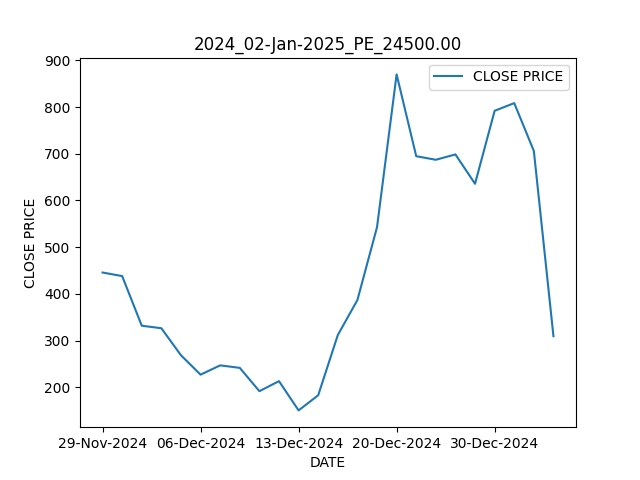 2024_02-Jan-2025_PE_24500.00
CLOSE PRICE
900
800
700
600
500
400
300
200
CLOSE PRICE
29-Nov-2024 06-Dec-2024 13-Dec-2024 20-Dec-2024 30-Dec-2024
DATE